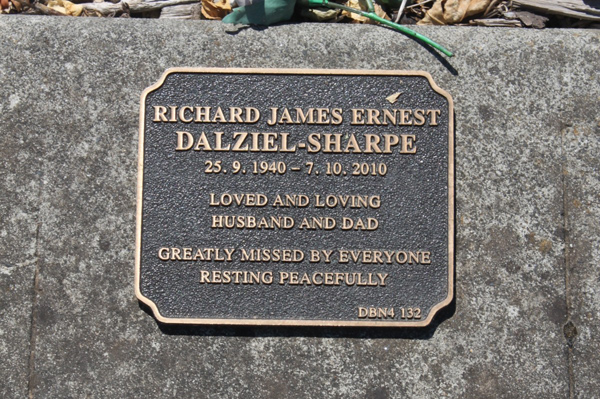 RICHARD JAMES ERNEST
DALZIEL-SHARPE
25. 9. 1940 – 7. 10. 2010
LOVED AND LOVING
HUSBAND AND DAD
GREATLY MISSED BY EVERYONE
RESTING PEACEFULLY
DBN4 132